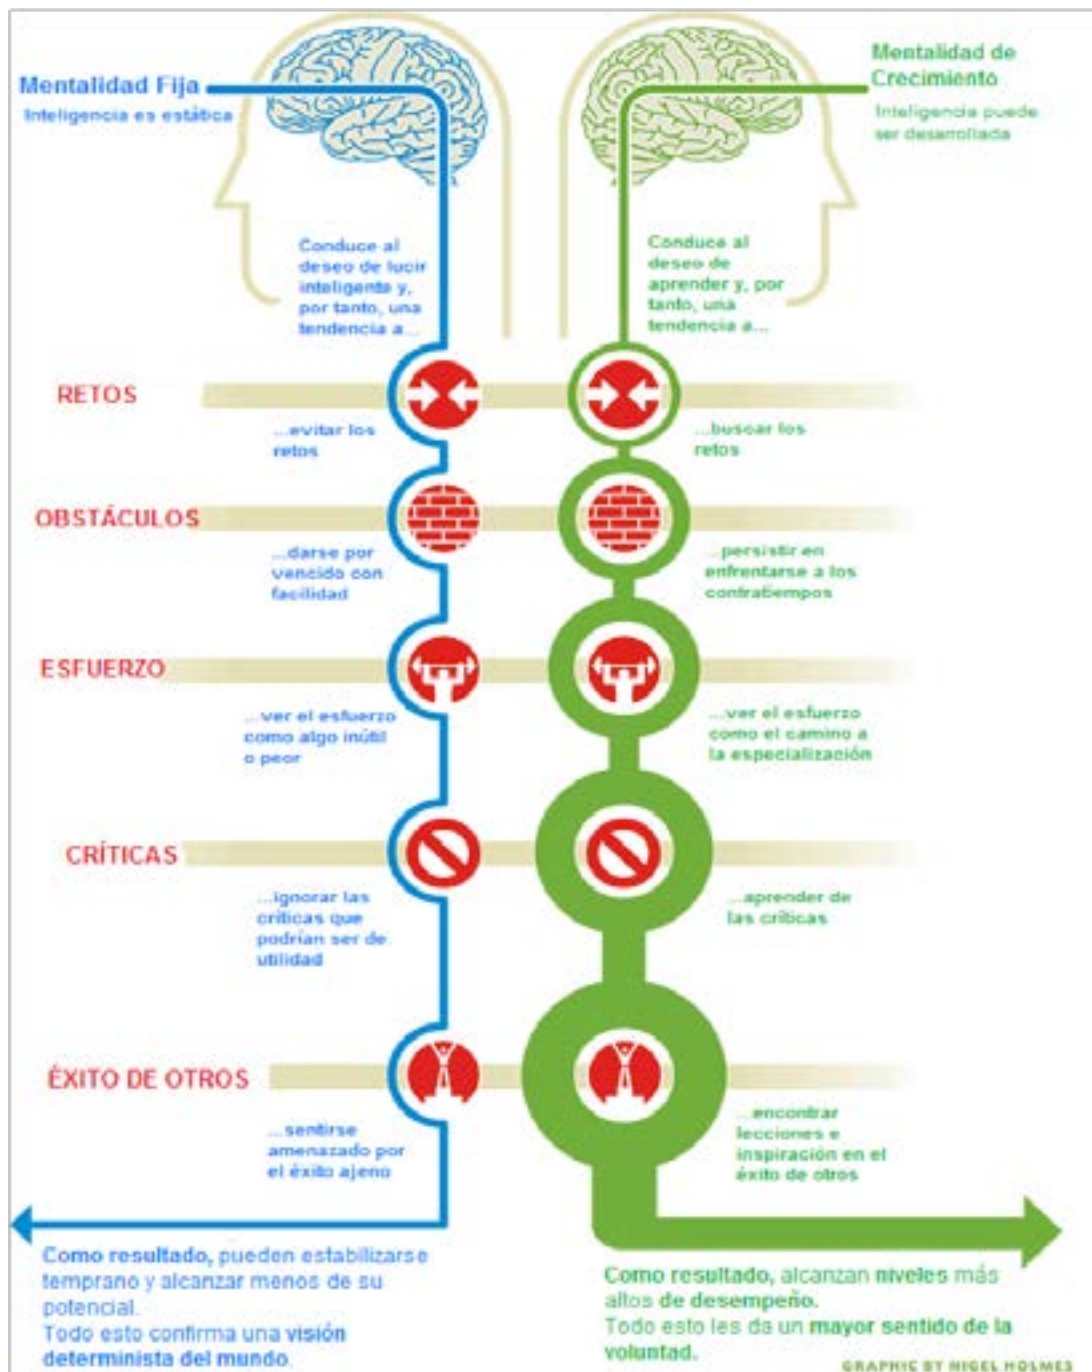 Mentalidad Fija
Inteligencia es estática
Mentalidad de
Crecimiento
Inteligencia puede
ser desarrollada
Conduce al
deseo de lucir
inteligente y,
por tanto, una
tendencia a...
Conduce al
deseo de
aprender y, por
tanto, una
tendencia a...
RETOS
...evitar los
retos
...buscar los
retos
OBSTÁCULOS
...darse por
vencido con
facilidad
...persistir en
enfrentarse a los
contratiempos
ESFUERZO
...ver el esfuerzo
como algo inútil
o peor
...ver el esfuerzo
como el camino a
la especialización
CRÍTICAS
...ignorar las
críticas que
podrían ser de
utilidad
...aprender de
las críticas
ÉXITO DE OTROS
...sentirse
amenazado por
el éxito ajeno
...encontrar
lecciones e
inspiración en el
éxito de otros
Como resultado, pueden estabilizarse
temprano y alcanzar menos de su
potencial.
Todo esto confirma una visión
determinista del mundo.
Como resultado, alcanzan niveles más
altos de desempeño.
Todo esto les da un mayor sentido de la
voluntad.
GRAPHIC BY NIGEL HOLMES